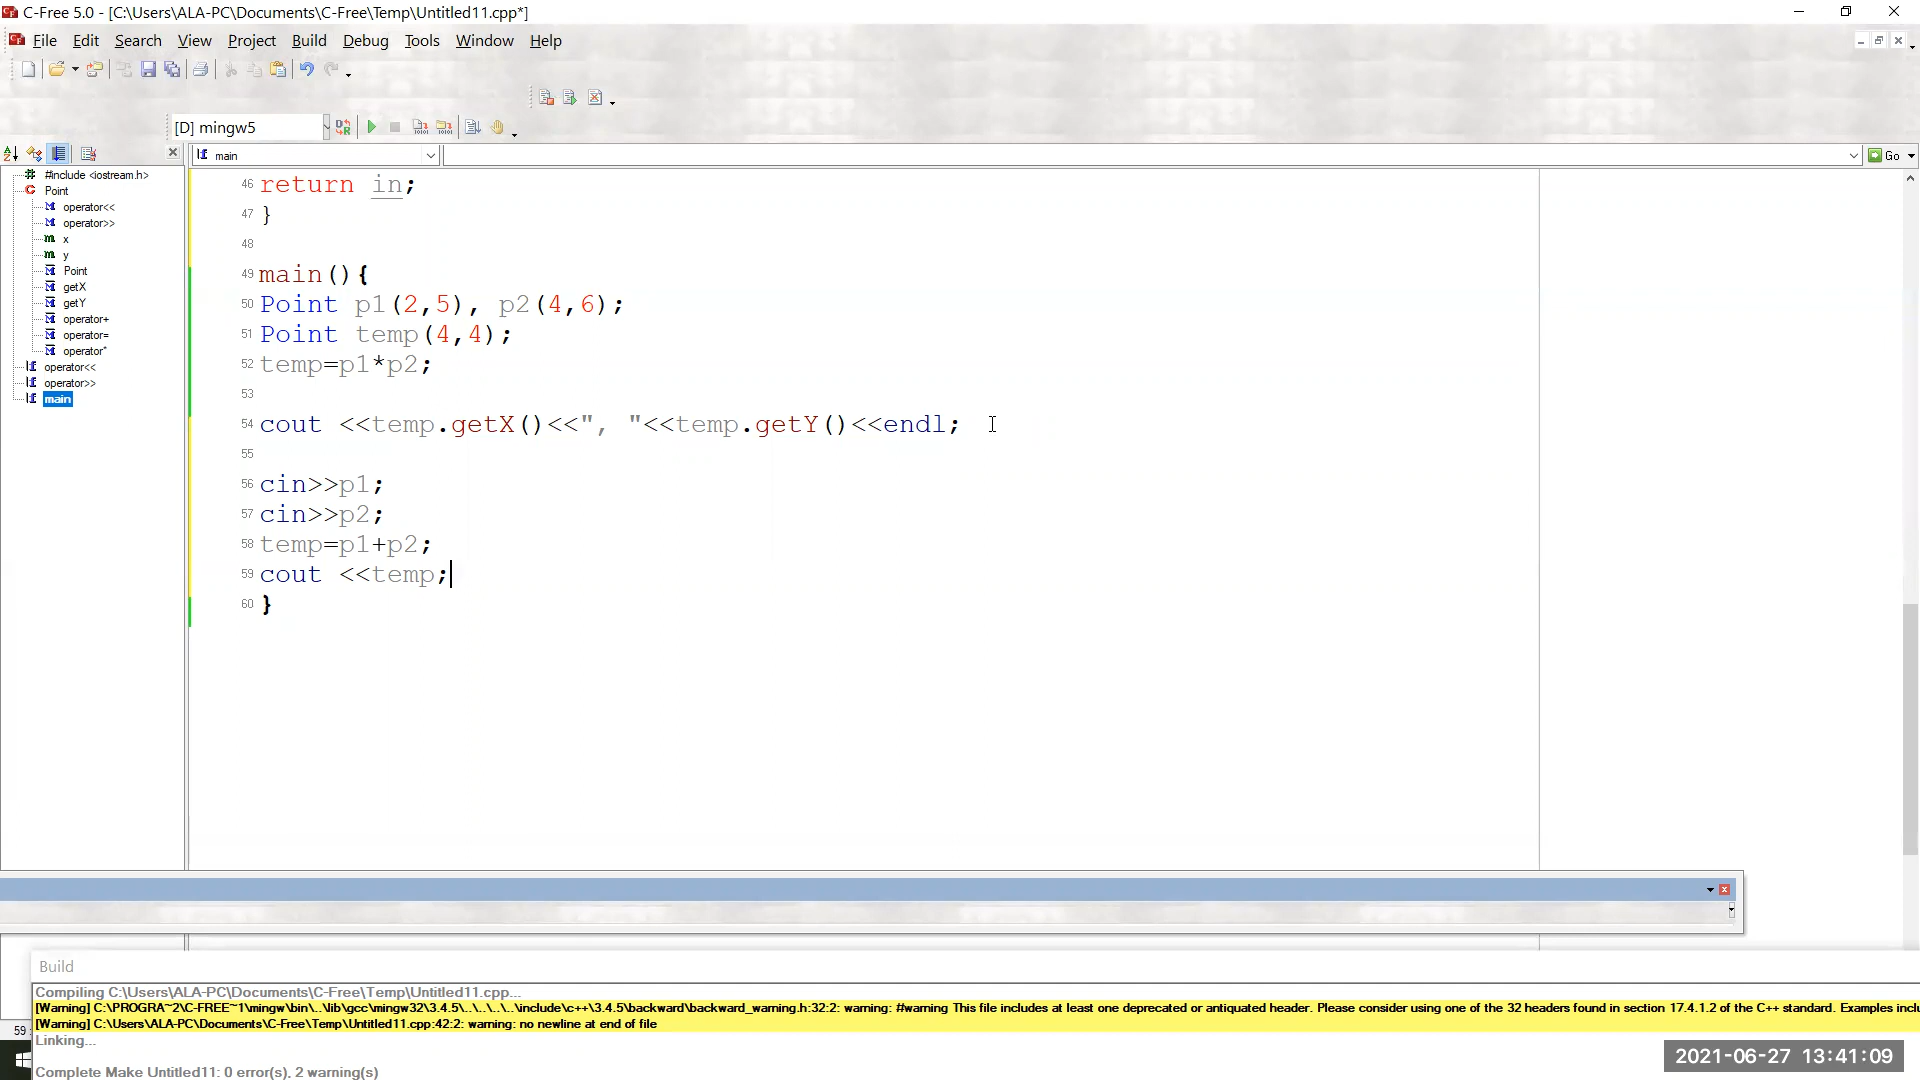 C-Free 5.0 - [C:\Users\ALA-PC\Documents\C-Free\Temp\Untitled11.cpp*]
File Edit Search View Project Build Debug Tools Window Help
[D] mingw5
main
Go
#include <iostream.h>
Point
operator<<
operator>>
x
y
Point
getX
getY
operator+
operator=
operator*
operator<<
operator>>
main
46 return in;
47 }
48
49 main(){
50 Point p1(2,5), p2(4,6);
51 Point temp(4,4);
52 temp=p1*p2;
53
54 cout <<temp.getX()<<", "<<temp.getY()<<endl;
55
56 cin>>p1;
57 cin>>p2;
58 temp=p1+p2;
59 cout <<temp;
60 }
Build
Compiling C:\Users\ALA-PC\Documents\C-Free\Temp\Untitled11.cpp...
[Warning] C:\PROGRA~2\C-FREE~1\mingw\bin\..\lib\gcc\mingw32\3.4.5\..\..\..\..\include\c++\3.4.5\backward\backward_warning.h:32:2: warning: #warning This file includes at least one deprecated or antiquated header. Please consider using one of the 32 headers found in section 17.4.1.2 of the C++ standard. Examples inclu
[Warning] C:\Users\ALA-PC\Documents\C-Free\Temp\Untitled11.cpp:42:2: warning: no newline at end of file
59
Linking...
Complete Make Untitled11: 0 error(s), 2 warning(s)
2021-06-27 13:41:09